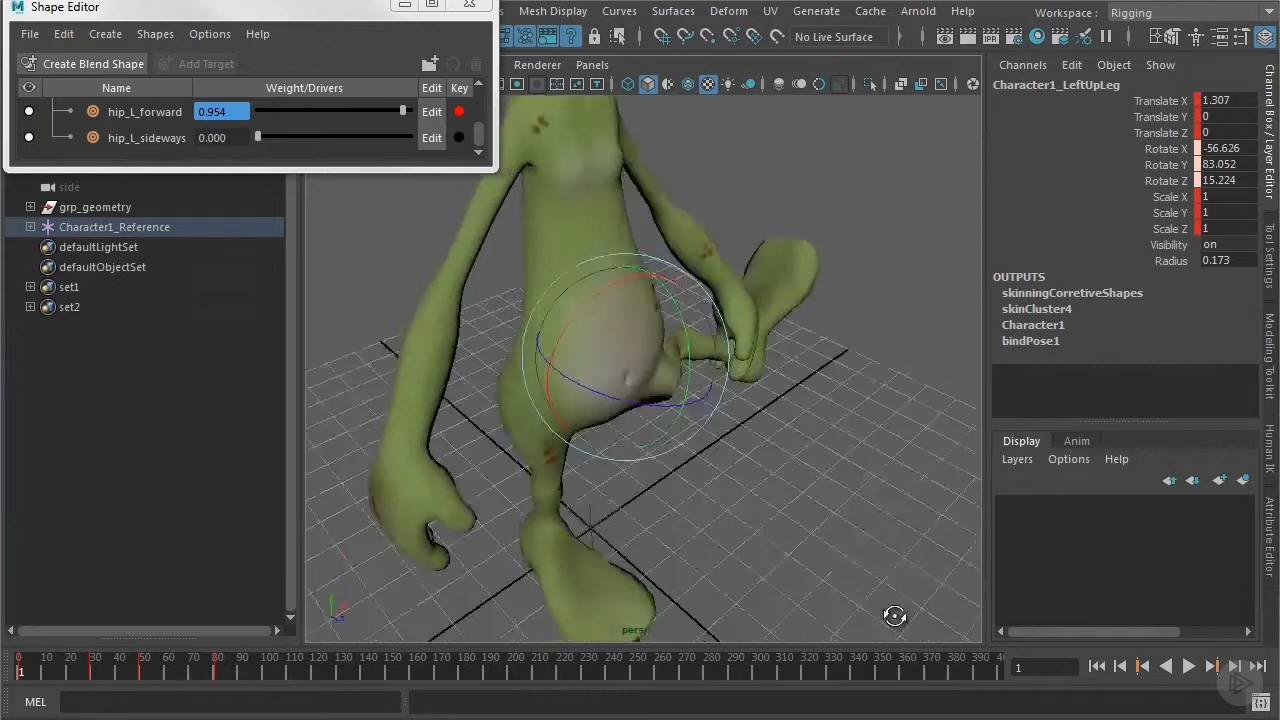 Shape Editor
File Edit Create Shapes Options Help
Create Blend Shape Add Target
Name Weight/Drivers Edit Key
hip_L_forward 0.954 Edit
hip_L_sideways 0.000 Edit
Mesh Display Curves Surfaces Deform UV Generate Cache Arnold Help
Workspace : Rigging
No Live Surface
Renderer Panels
side
grp_geometry
Character1_Reference
defaultLightSet
defaultObjectSet
set1
set2
Channels Edit Object Show
Character1_LeftUpLeg
Translate X 1.307
Translate Y 0
Translate Z 0
Rotate X -56.626
Rotate Y 83.052
Rotate Z 15.224
Scale X 1
Scale Y 1
Scale Z 1
Visibility on
Radius 0.173
OUTPUTS
skinningCorretiveShapes
skinCluster4
Character1
bindPose1
Display Anim
Layers Options Help
Channel Box / Layer Editor
Tool Settings
Modeling Toolkit
Human IK
Attribute Editor
0 10 20 30 40 50 60 70 80 90 100 110 120 130 140 150 160 170 180 190 200 210 220 230 240 250 260 270 280 290 300 310 320 330 340 350 360 370 380 390
1
1
MEL